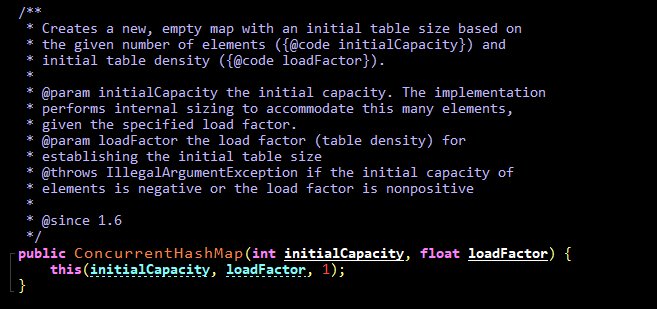 /**
 * Creates a new, empty map with an initial table size based on
 * the given number of elements ({@code initialCapacity}) and
 * initial table density ({@code loadFactor}).
 *
 * @param initialCapacity the initial capacity. The implementation
 * performs internal sizing to accommodate this many elements,
 * given the specified load factor.
 * @param loadFactor the load factor (table density) for
 * establishing the initial table size
 * @throws IllegalArgumentException if the initial capacity of
 * elements is negative or the load factor is nonpositive
 *
 * @since 1.6
 */
public ConcurrentHashMap(int initialCapacity, float loadFactor) {
    this(initialCapacity, loadFactor, 1);
}